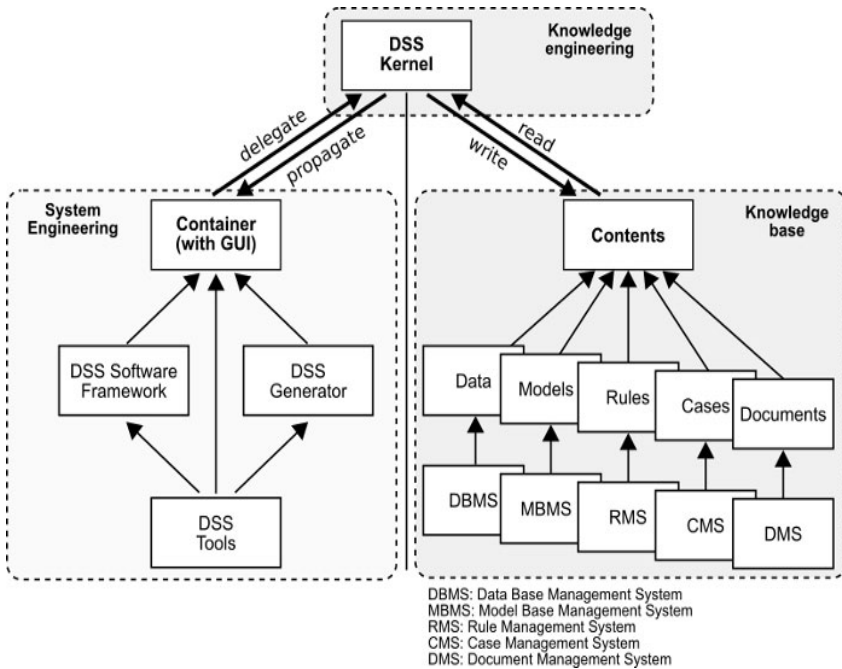 DSS
Kernel
Knowledge
engineering
delegate
propagate
write
read
System
Engineering
Container
(with GUI)
DSS Software
Framework
DSS
Generator
DSS
Tools
Knowledge
base
Contents
Data
Models
Rules
Cases
Documents
DBMS
MBMS
RMS
CMS
DMS
DBMS: Data Base Management System
MBMS: Model Base Management System
RMS: Rule Management System
CMS: Case Management System
DMS: Document Management System